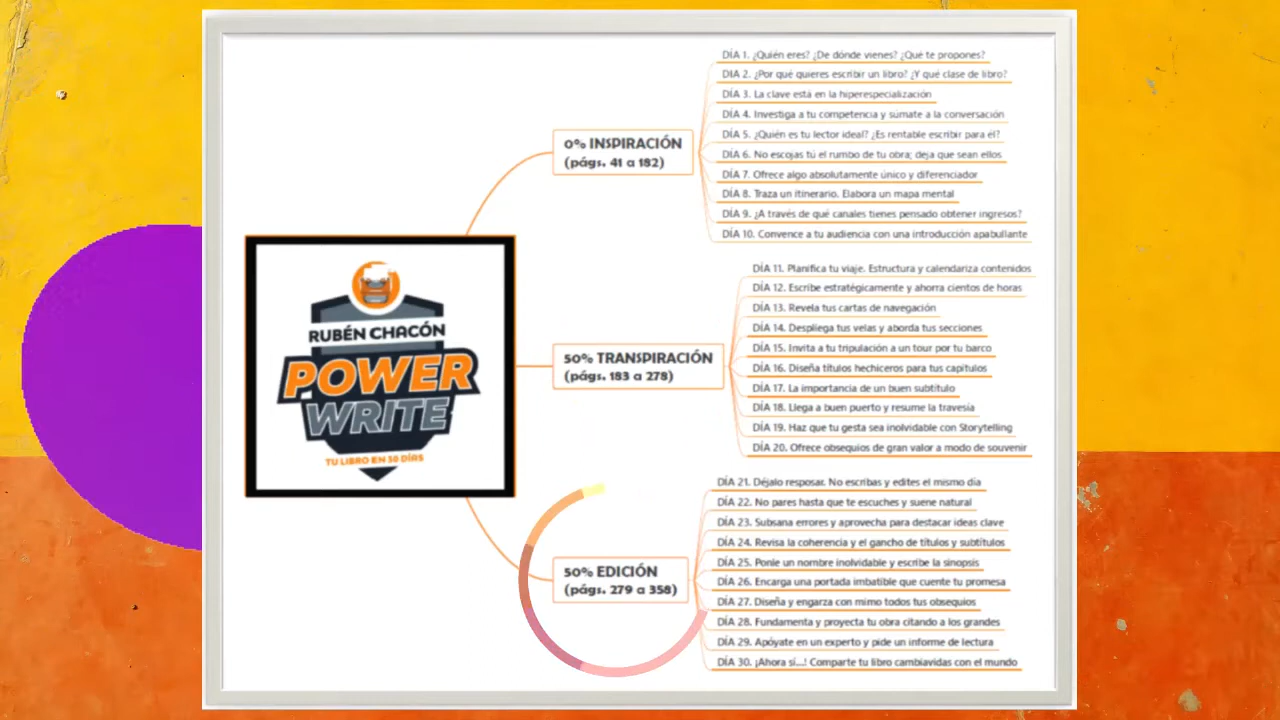 DÍA 1. ¿Quién eres? ¿De dónde vienes? ¿Qué te propones?
DIA 2. ¿Por qué quieres escribir un libro? ¿Y qué clase de libro?
DÍA 3. La clave está en la hiperespecialización
DÍA 4. Investiga a tu competencia y súmate a la conversación
DÍA 5. ¿Quién es tu lector ideal? ¿Es rentable escribir para él?
DÍA 6. No escojas tú el rumbo de tu obra; deja que sean ellos
DÍA 7. Ofrece algo absolutamente único y diferenciador
DÍA 8. Traza un itinerario. Elabora un mapa mental
DÍA 9. ¿A través de qué canales tienes pensado obtener ingresos?
DÍA 10. Convence a tu audiencia con una introducción apabullante
0% INSPIRACIÓN
(págs. 41 a 182)
DÍA 11. Planifica tu viaje. Estructura y calendariza contenidos
DÍA 12. Escribe estratégicamente y ahorra cientos de horas
DÍA 13. Revela tus cartas de navegación
DÍA 14. Despliega tus velas y aborda tus secciones
DÍA 15. Invita a tu tripulación a un tour por tu barco
DÍA 16. Diseña títulos hechiceros para tus capítulos
DÍA 17. La importancia de un buen subtítulo
DÍA 18. Llega a buen puerto y resume la travesía
DÍA 19. Haz que tu gesta sea inolvidable con Storytelling
DÍA 20. Ofrece obsequios de gran valor a modo de souvenir
50% TRANSPIRACIÓN
(págs. 183 a 278)
RUBÉN CHACÓN
POWER
WRITE
TU LIBRO EN 30 DÍAS
DÍA 21. Déjalo resposar. No escribas y edites el mismo día
DÍA 22. No pares hasta que te escuches y suene natural
DÍA 23. Subsana errores y aprovecha para destacar ideas clave
DÍA 24. Revisa la coherencia y el gancho de títulos y subtítulos
DÍA 25. Ponle un nombre inolvidable y escribe la sinopsis
DÍA 26. Encarga una portada imbatible que cuente tu promesa
DÍA 27. Diseña y engarza con mimo todos tus obsequios
DÍA 28. Fundamenta y proyecta tu obra citando a los grandes
DÍA 29. Apóyate en un experto y pide un informe de lectura
DÍA 30. ¡Ahora sí...! Comparte tu libro cambiavidas con el mundo
50% EDICIÓN
(págs. 279 a 358)